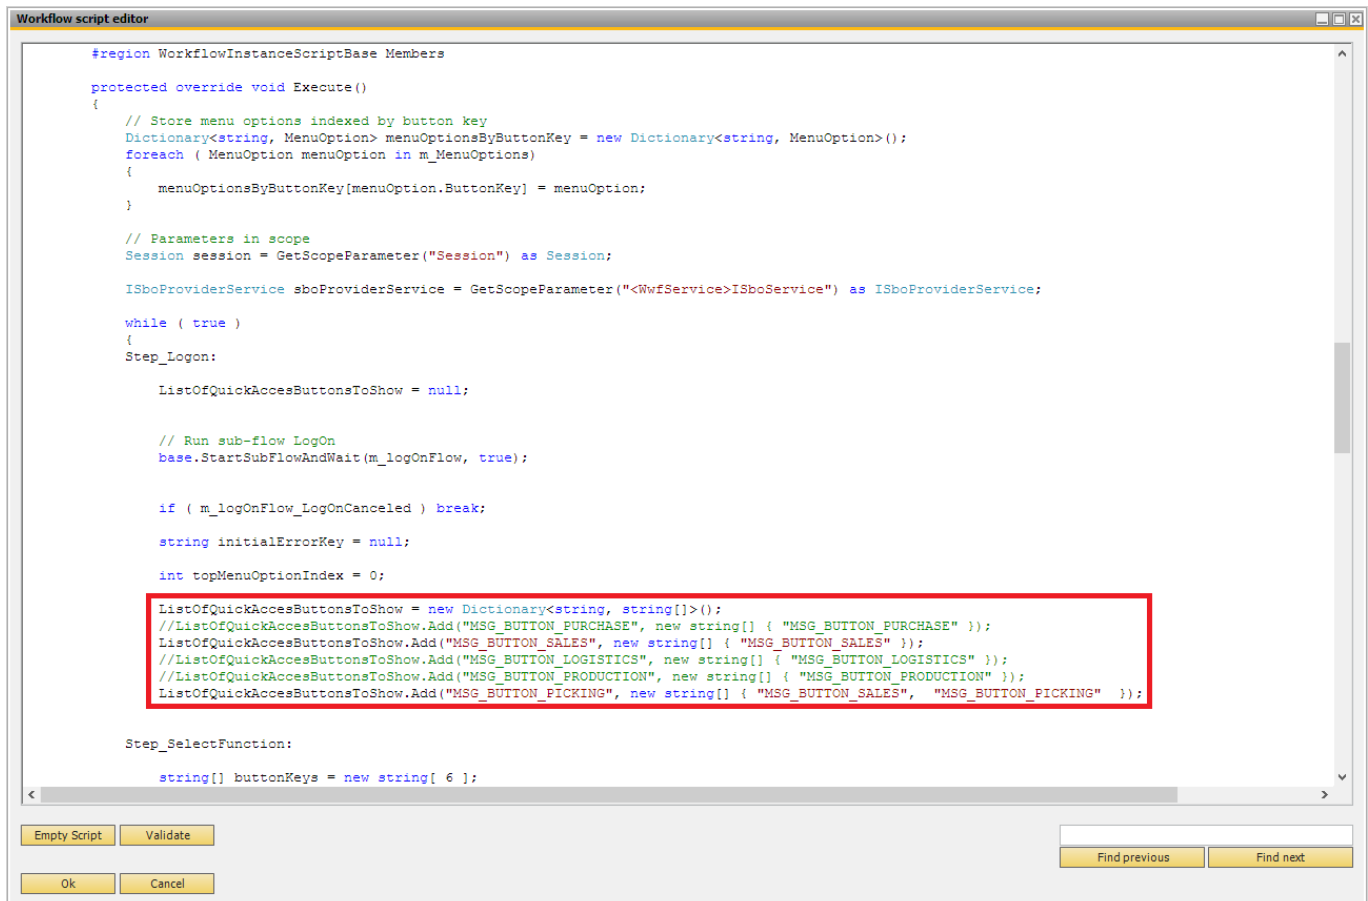 Workflow script editor
#region WorkflowInstanceScriptBase Members
protected override void Execute()
{
// Store menu options indexed by button key
Dictionary<string, MenuOption> menuOptionsByButtonKey = new Dictionary<string, MenuOption>();
foreach ( MenuOption menuOption in m_MenuOptions)
{
menuOptionsByButtonKey[menuOption.ButtonKey] = menuOption;
}
// Parameters in scope
Session session = GetScopeParameter("Session") as Session;
ISboProviderService sboProviderService = GetScopeParameter("<WwfService>ISboService") as ISboProviderService;
while ( true )
{
Step_Logon:
ListOfQuickAccesButtonsToShow = null;
// Run sub-flow LogOn
base.StartSubFlowAndWait(m_logOnFlow, true);
if ( m_logOnFlow_LogOnCanceled ) break;
string initialErrorKey = null;
int topMenuOptionIndex = 0;
ListOfQuickAccesButtonsToShow = new Dictionary<string, string[]>();
//ListOfQuickAccesButtonsToShow.Add("MSG_BUTTON_PURCHASE", new string[] { "MSG_BUTTON_PURCHASE" });
ListOfQuickAccesButtonsToShow.Add("MSG_BUTTON_SALES", new string[] { "MSG_BUTTON_SALES" });
//ListOfQuickAccesButtonsToShow.Add("MSG_BUTTON_LOGISTICS", new string[] { "MSG_BUTTON_LOGISTICS" });
//ListOfQuickAccesButtonsToShow.Add("MSG_BUTTON_PRODUCTION", new string[] { "MSG_BUTTON_PRODUCTION" });
ListOfQuickAccesButtonsToShow.Add("MSG_BUTTON_PICKING", new string[] { "MSG_BUTTON_SALES",  "MSG_BUTTON_PICKING"  });
Step_SelectFunction:
string[] buttonKeys = new string[ 6 ];
Empty Script Validate
Find previous Find next
Ok Cancel